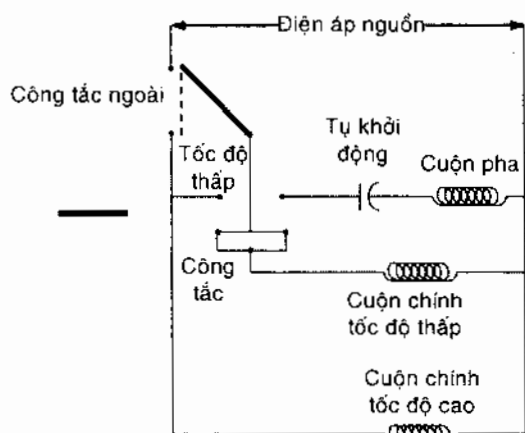 Điện áp nguồn
Công tắc ngoài
Tốc độ
thấp
Tụ khởi
động
Cuộn pha
Công
tắc
Cuộn chính
tốc độ thấp
Cuộn chính
tốc độ cao